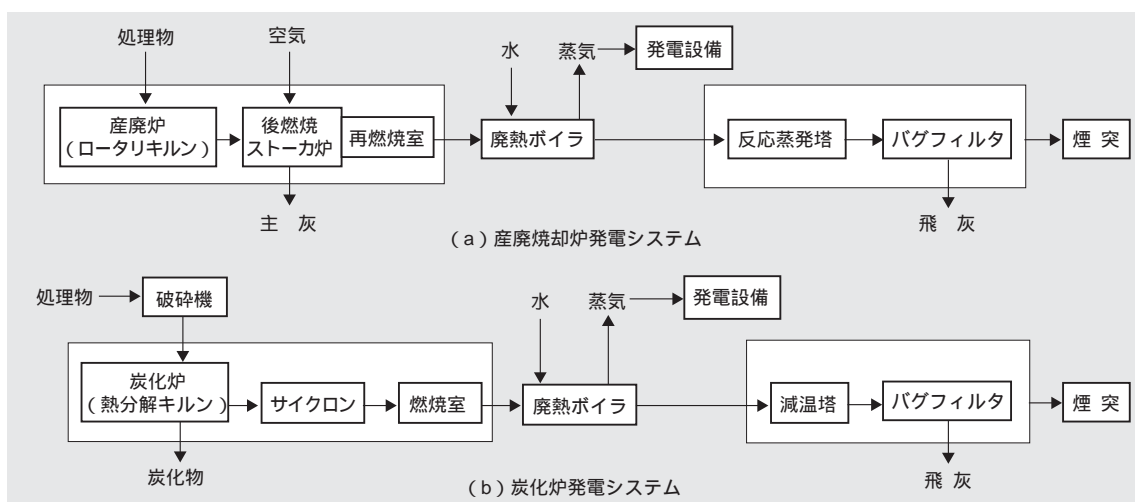 処理物
空気
水
蒸気
発電設備
産廃炉
(ロータリキルン)
後燃焼
ストーカ炉
再燃焼室
廃熱ボイラ
反応蒸発塔
バグフィルタ
煙 突
主 灰
飛 灰
(a)産廃焼却炉発電システム
処理物
破砕機
水
蒸気
発電設備
炭化炉
(熱分解キルン)
サイクロン
燃焼室
廃熱ボイラ
減温塔
バグフィルタ
煙 突
炭化物
飛 灰
(b)炭化炉発電システム